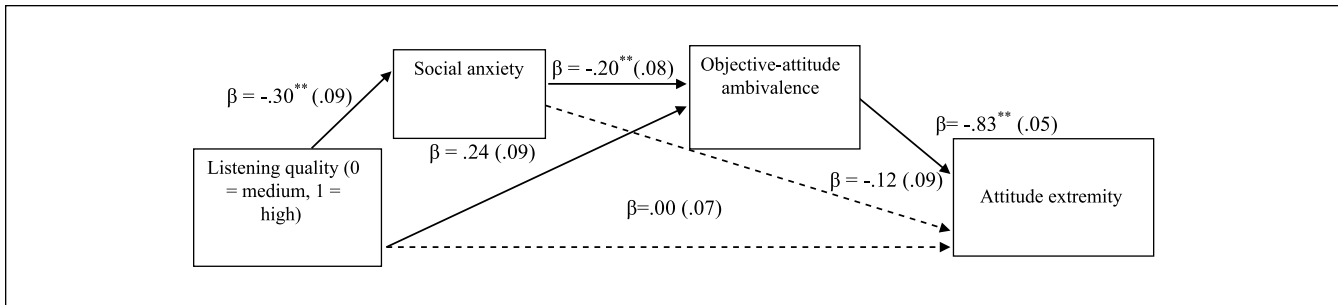 Social anxiety
β = -.20** (.08)
Objective-attitude
ambivalence
β = -.30** (.09)
β= -.83** (.05)
β = .24 (.09)
Listening quality (0
= medium, 1 =
high)
β = -.12 (.09)
Attitude extremity
β=.00 (.07)